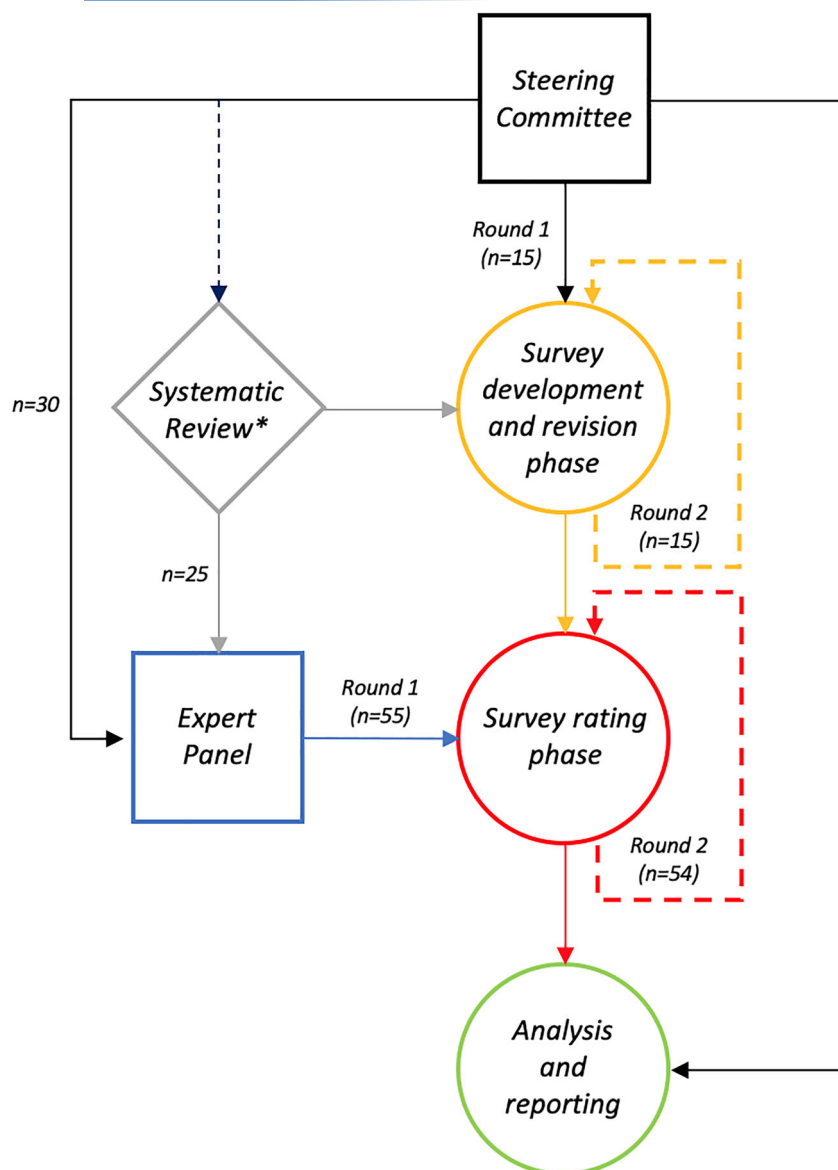 Steering
Committee
Round 1
(n=15)
Systematic
Review*
Survey
development
and revision
phase
n=30
Round 2
(n=15)
n=25
Expert
Panel
Round 1
(n=55)
Survey rating
phase
Round 2
(n=54)
Analysis
and
reporting